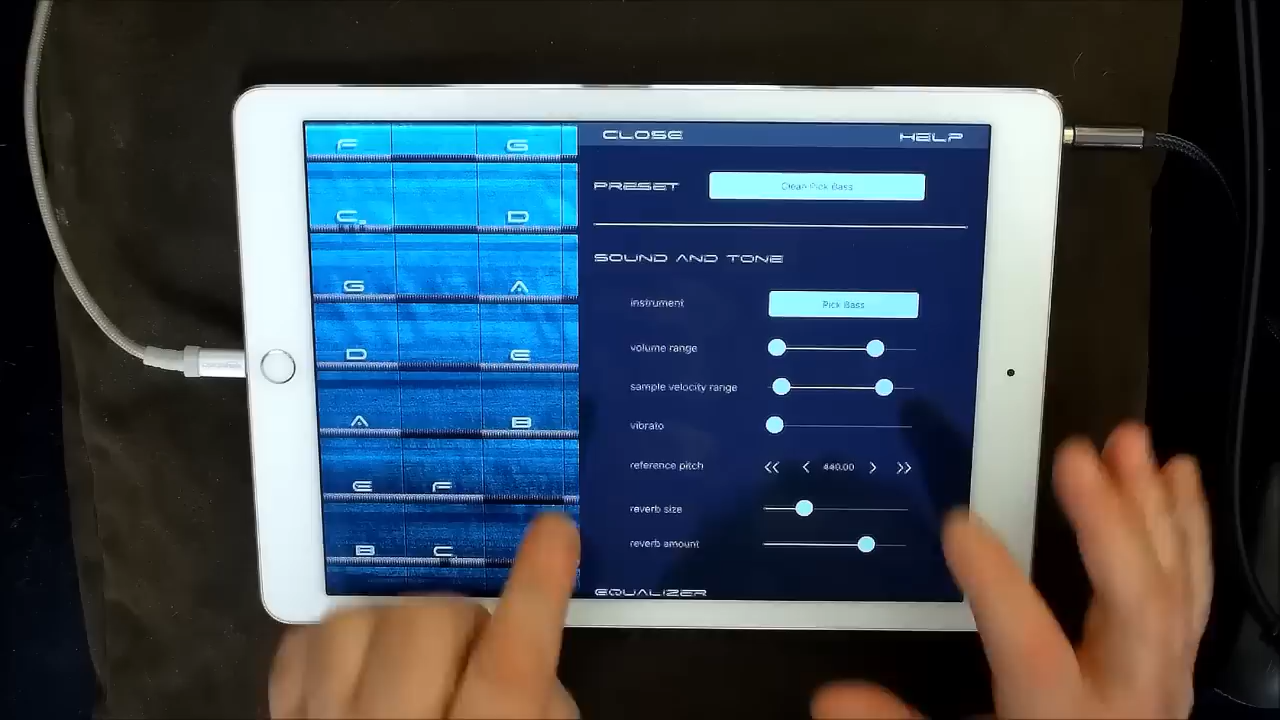 F G
C D
G A
D E
A B
E F
B C
CLOSE HELP
PRESET Clean Pick Bass
SOUND AND TONE
instrument Pick Bass
volume range
sample velocity range
vibrato
reference pitch << < 440.00 > >>
reverb size
reverb amount
EQUALIZER